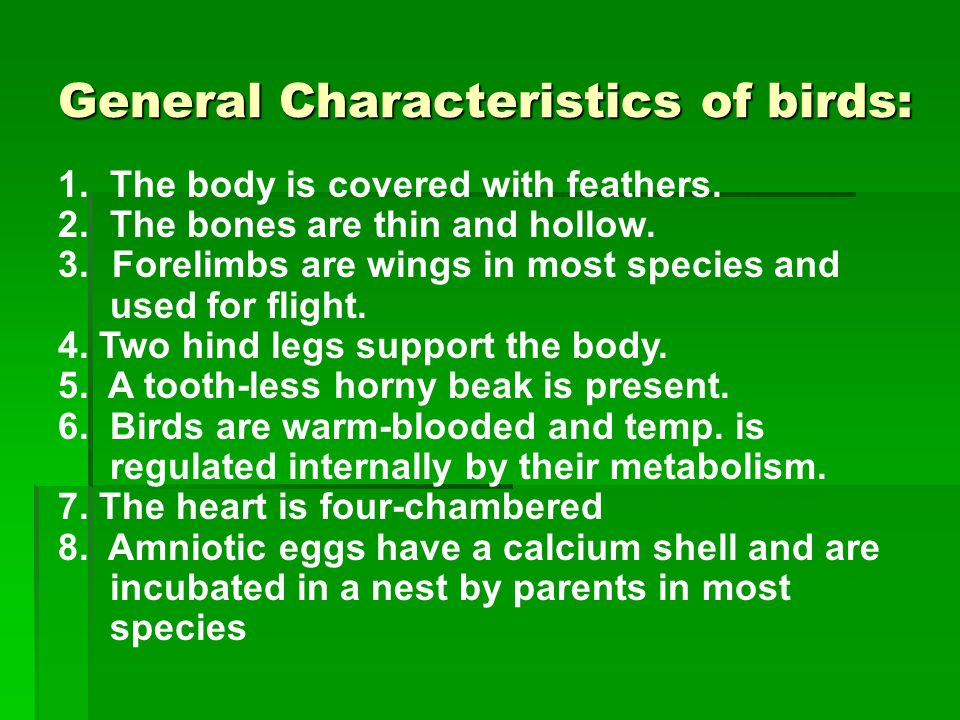 General Characteristics of birds:
1. The body is covered with feathers.
2. The bones are thin and hollow.
3. Forelimbs are wings in most species and
used for flight.
4. Two hind legs support the body.
5. A tooth-less horny beak is present.
6. Birds are warm-blooded and temp. is
regulated internally by their metabolism.
7. The heart is four-chambered
8. Amniotic eggs have a calcium shell and are
incubated in a nest by parents in most
species